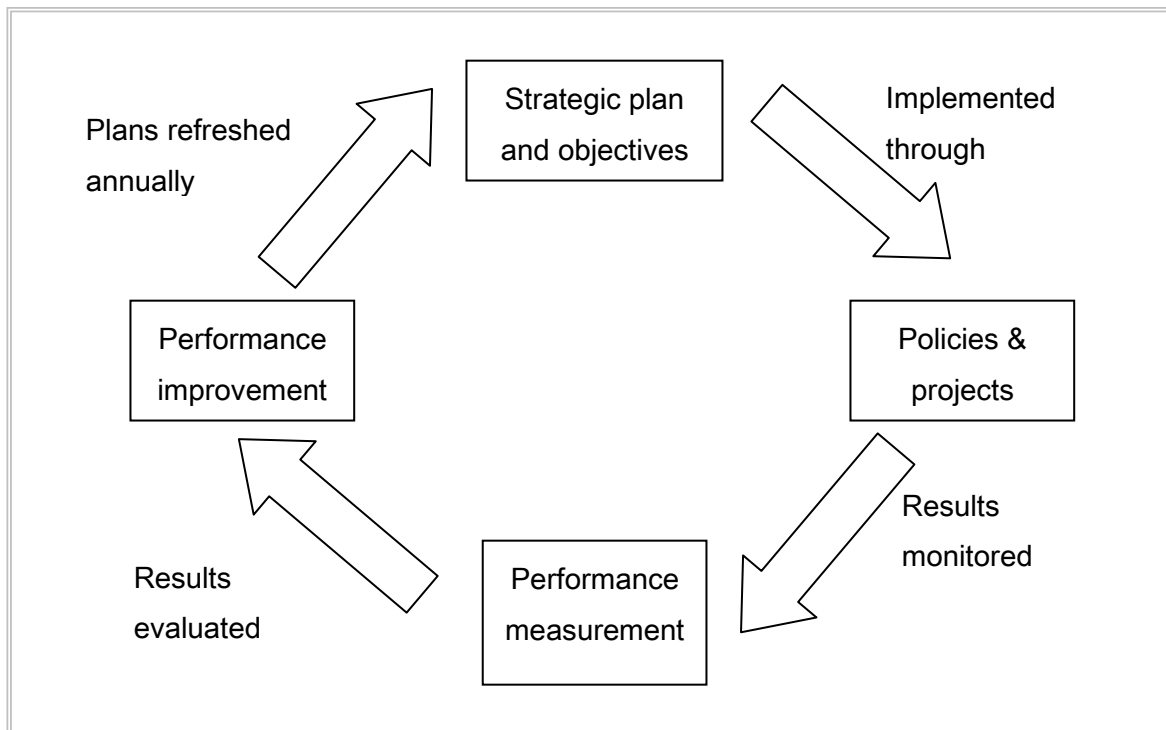 Strategic plan
and objectives
Implemented
through
Policies &
projects
Results
monitored
Performance
measurement
Results
evaluated
Performance
improvement
Plans refreshed
annually